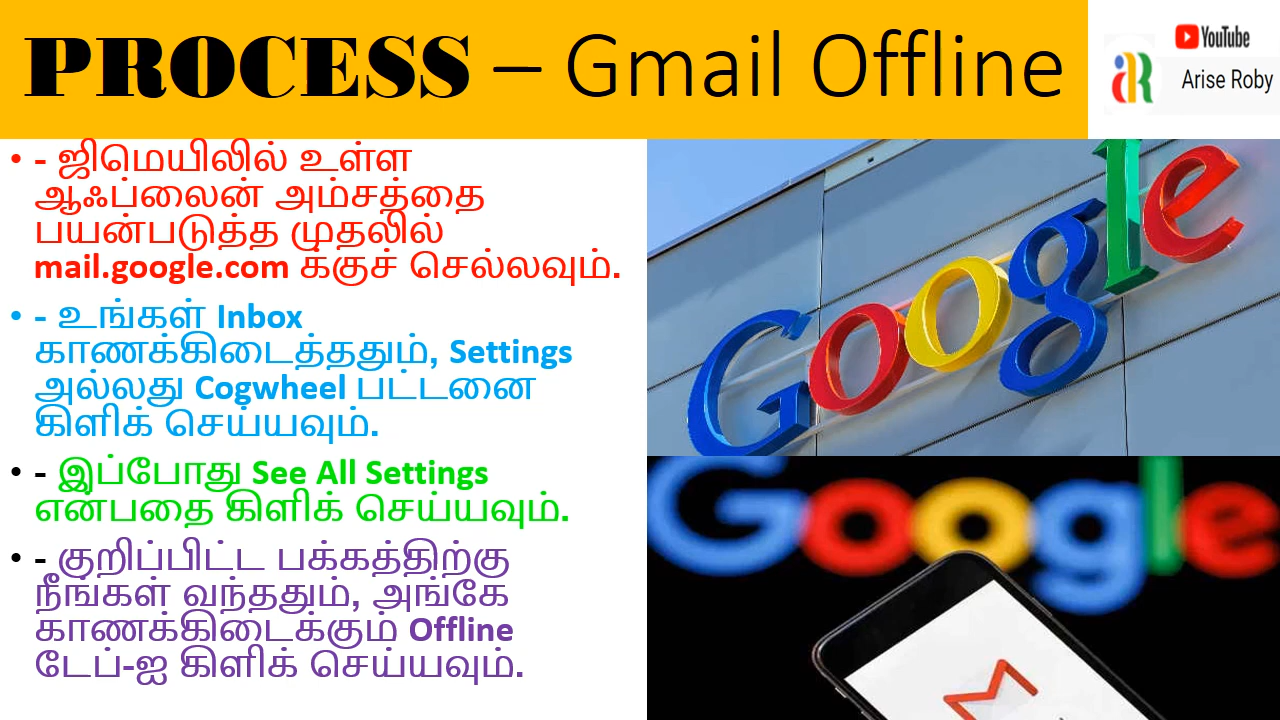 PROCESS – Gmail Offline
YouTube
Arise Roby
aR
• - ஜிமெயிலில் உள்ள
ஆஃப்லைன் அம்சத்தை
பயன்படுத்த முதலில்
mail.google.com க்குச் செல்லவும்.
• - உங்கள் Inbox
காணக்கிடைத்ததும், Settings
அல்லது Cogwheel பட்டனை
கிளிக் செய்யவும்.
• - இப்போது See All Settings
என்பதை கிளிக் செய்யவும்.
• - குறிப்பிட்ட பக்கத்திற்கு
நீங்கள் வந்ததும், அங்கே
காணக்கிடைக்கும் Offline
டேப்-ஐ கிளிக் செய்யவும்.
Google
Google